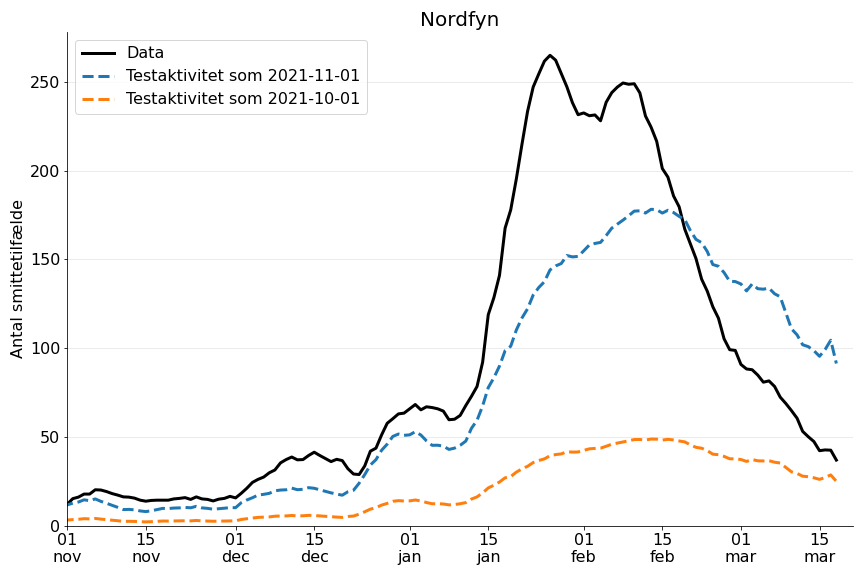 Nordfyn
Data
Testaktivitet som 2021-11-01
Testaktivitet som 2021-10-01
Antal smittetilfælde
250
200
150
100
50
0
01 nov
15 nov
01 dec
15 dec
01 jan
15 jan
01 feb
15 feb
01 mar
15 mar